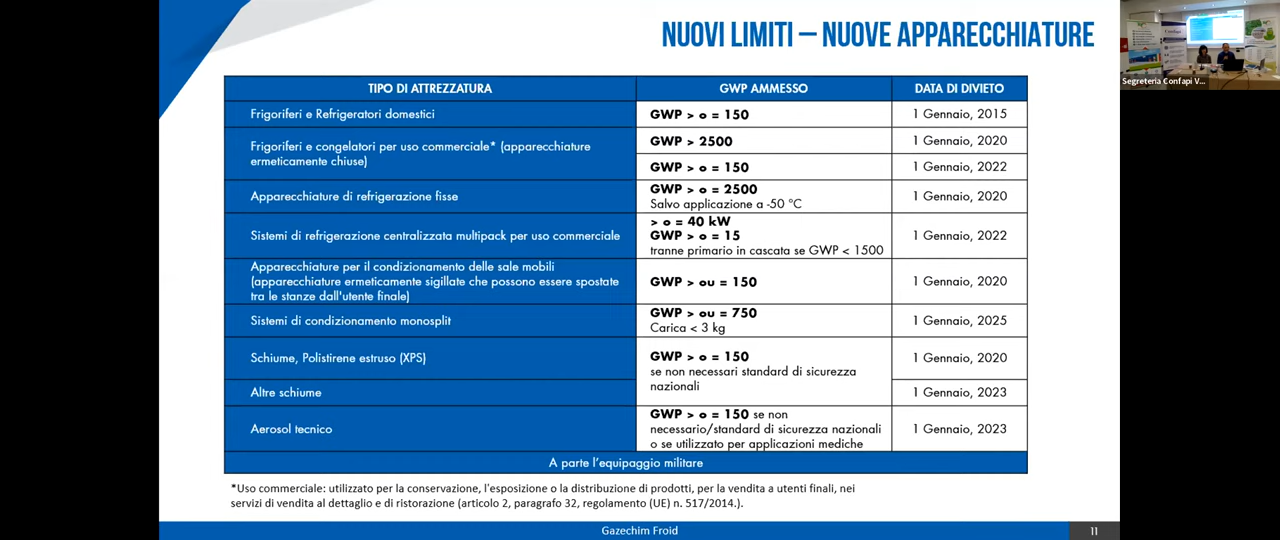 NUOVI LIMITI – NUOVE APPARECCHIATURE
TIPO DI ATTREZZATURA
GWP AMMESSO
DATA DI DIVIETO
Frigoriferi e Refrigeratori domestici
GWP > o = 150
1 Gennaio, 2015
Frigoriferi e congelatori per uso commerciale* (apparecchiature
ermeticamente chiuse)
GWP > 2500
1 Gennaio, 2020
GWP > o = 150
1 Gennaio, 2022
Apparecchiature di refrigerazione fisse
GWP > o = 2500
Salvo applicazione a -50 °C
1 Gennaio, 2020
Sistemi di refrigerazione centralizzata multipack per uso commerciale
> o = 40 kW
GWP > o = 15
tranne primario in cascata se GWP < 1500
1 Gennaio, 2022
Apparecchiature per il condizionamento delle sale mobili
(apparecchiature ermeticamente sigillate che possono essere spostate
tra le stanze dall'utente finale)
GWP > ou = 150
1 Gennaio, 2020
Sistemi di condizionamento monosplit
GWP > ou = 750
Carica < 3 kg
1 Gennaio, 2025
Schiume, Polistirene estruso (XPS)
GWP > o = 150
se non necessari standard di sicurezza
nazionali
1 Gennaio, 2020
Altre schiume
1 Gennaio, 2023
Aerosol tecnico
GWP > o = 150 se non
necessario/standard di sicurezza nazionali
o se utilizzato per applicazioni mediche
1 Gennaio, 2023
A parte l'equipaggio militare
*Uso commerciale: utilizzato per la conservazione, l'esposizione o la distribuzione di prodotti, per la vendita a utenti finali, nei
servizi di vendita al dettaglio e di ristorazione (articolo 2, paragrafo 32, regolamento (UE) n. 517/2014.).
Gazechim Froid
11
Segreteria Confapi V...